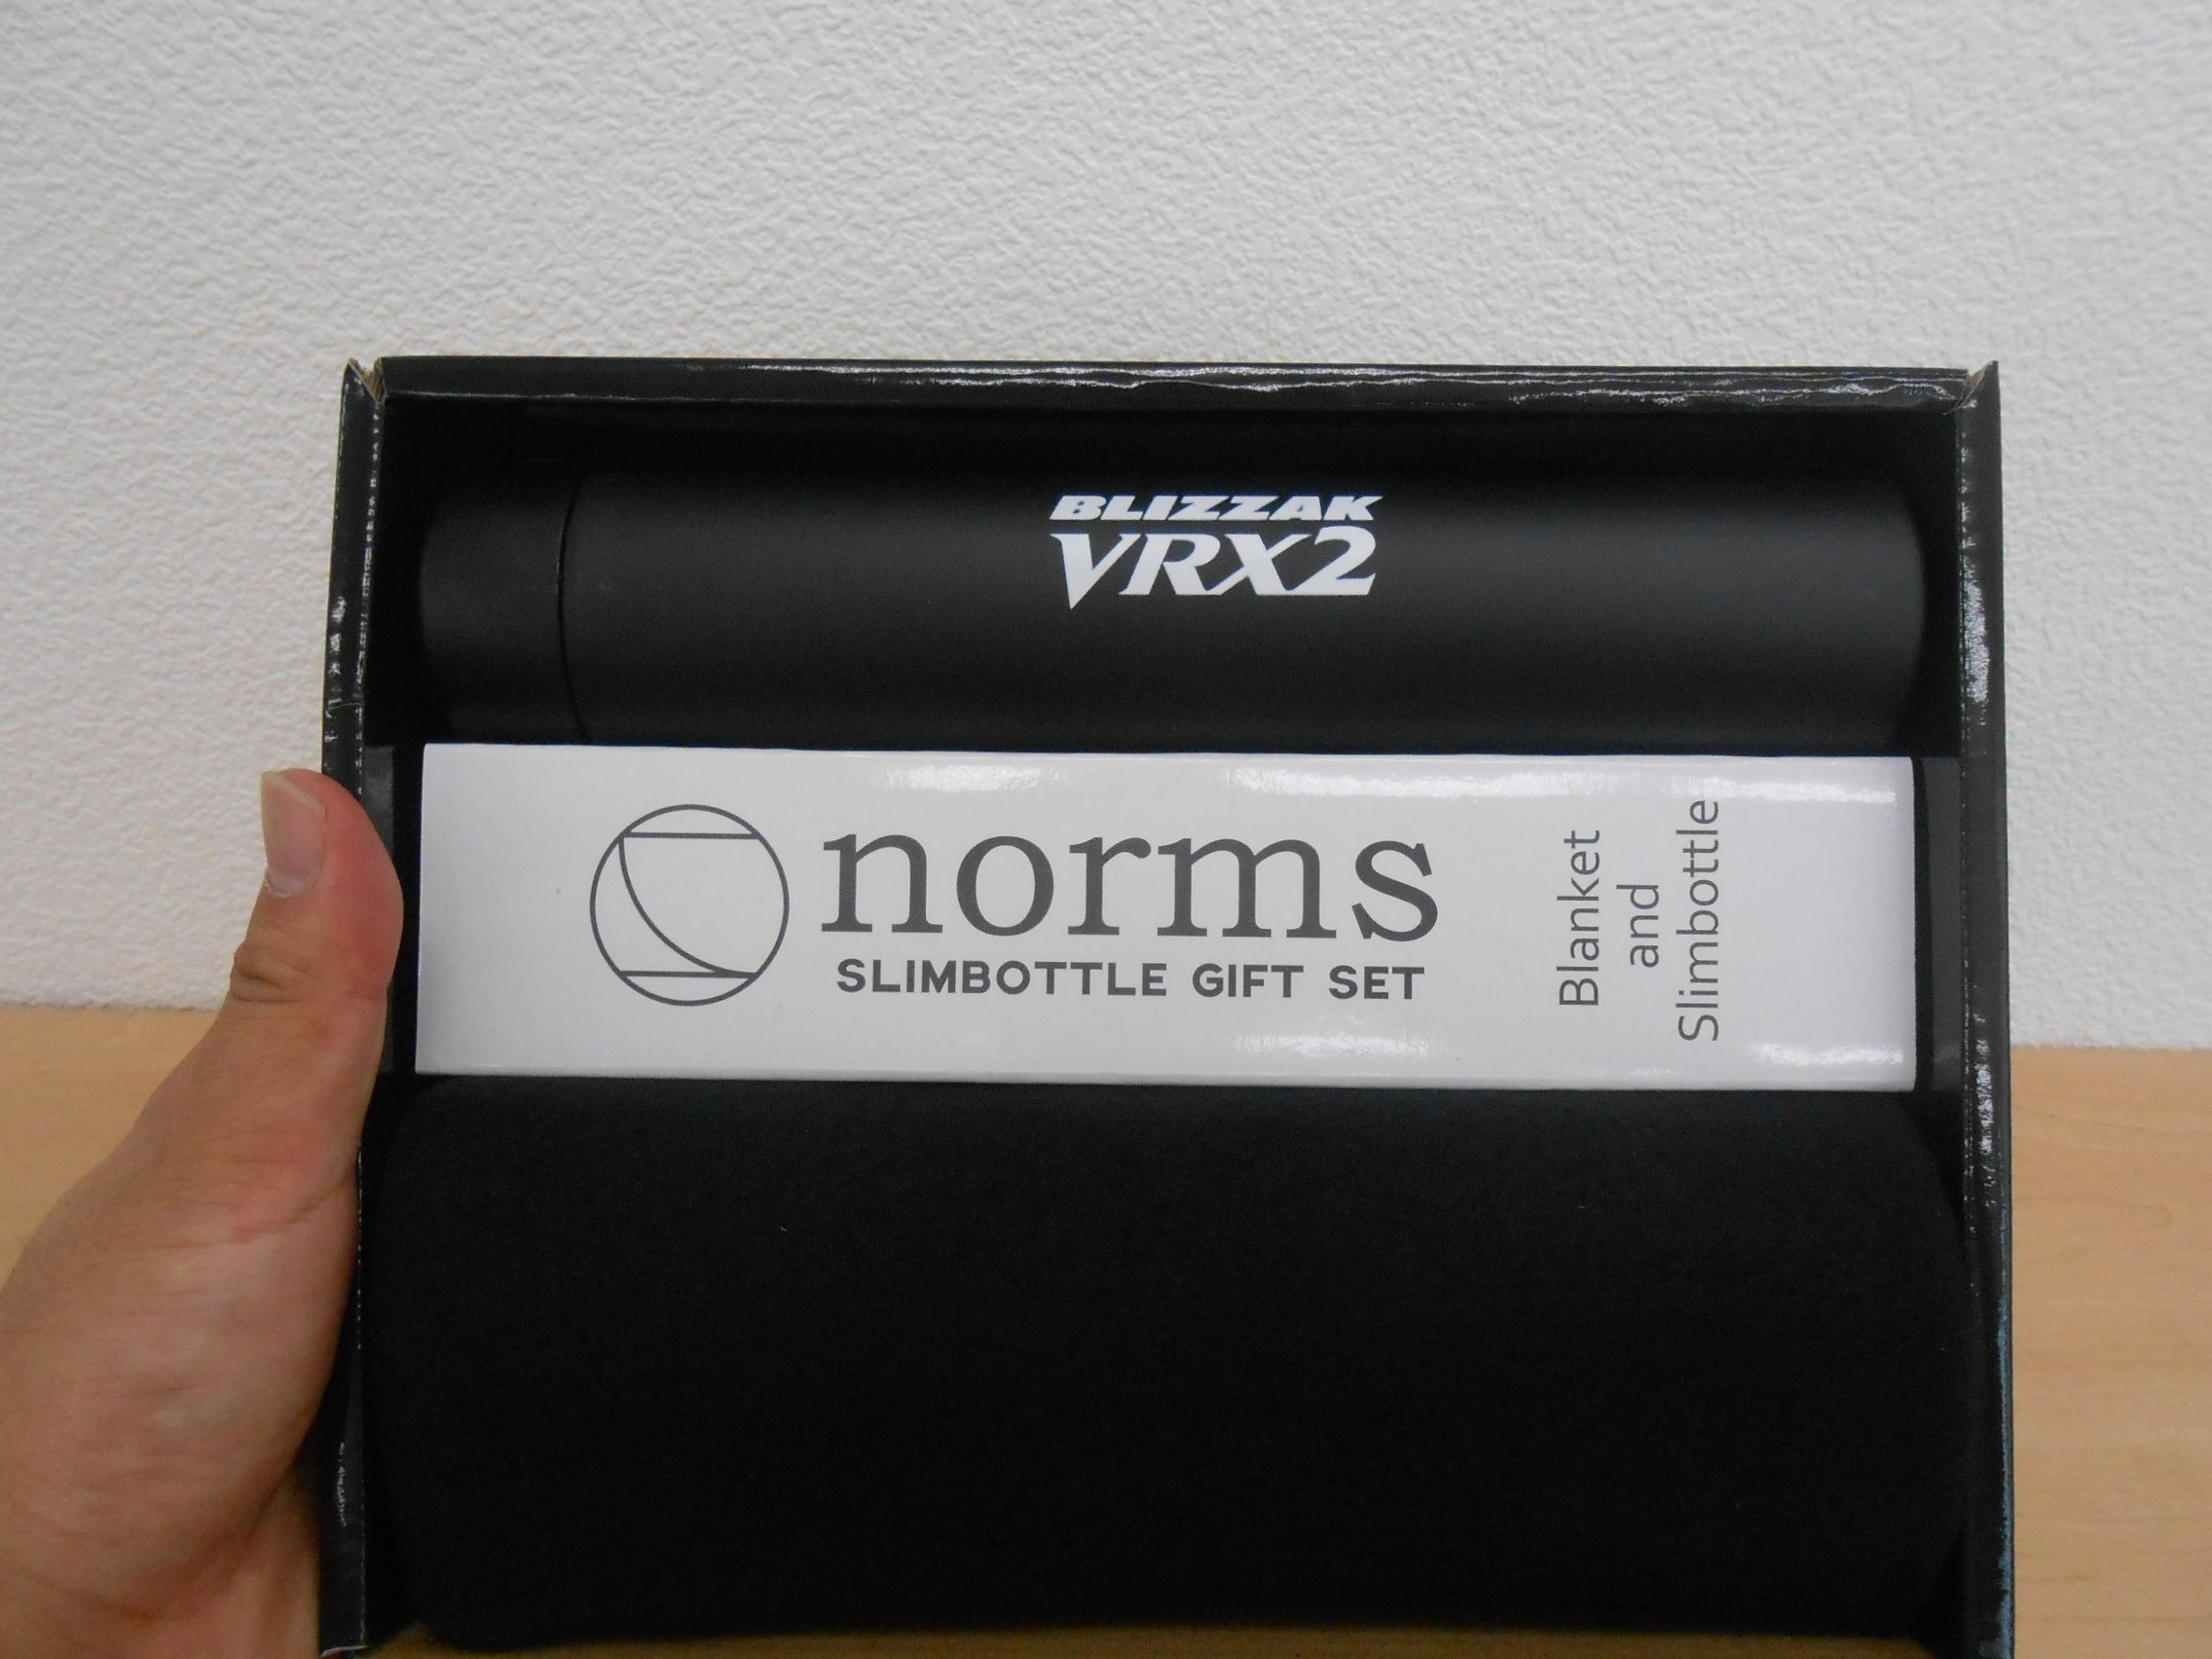 BLIZZAK
VRX2
norms
SLIMBOTTLE GIFT SET
Blanket
and
Slimbottle